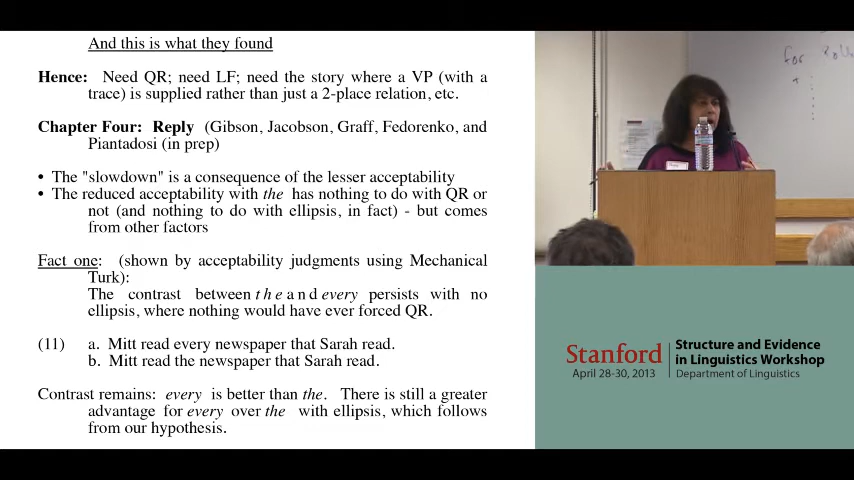 And this is what they found
Hence: Need QR; need LF; need the story where a VP (with a
trace) is supplied rather than just a 2-place relation, etc.
Chapter Four: Reply (Gibson, Jacobson, Graff, Fedorenko, and
Piantadosi (in prep)
• The "slowdown" is a consequence of the lesser acceptability
• The reduced acceptability with the has nothing to do with QR or
not (and nothing to do with ellipsis, in fact) - but comes
from other factors
Fact one: (shown by acceptability judgments using Mechanical
Turk):
The contrast between t h e a n d every persists with no
ellipsis, where nothing would have ever forced QR.
(11) a. Mitt read every newspaper that Sarah read.
b. Mitt read the newspaper that Sarah read.
Contrast remains: every is better than the. There is still a greater
advantage for every over the with ellipsis, which follows
from our hypothesis.
for
Stanford
April 28-30, 2013
Structure and Evidence
in Linguistics Workshop
Department of Linguistics